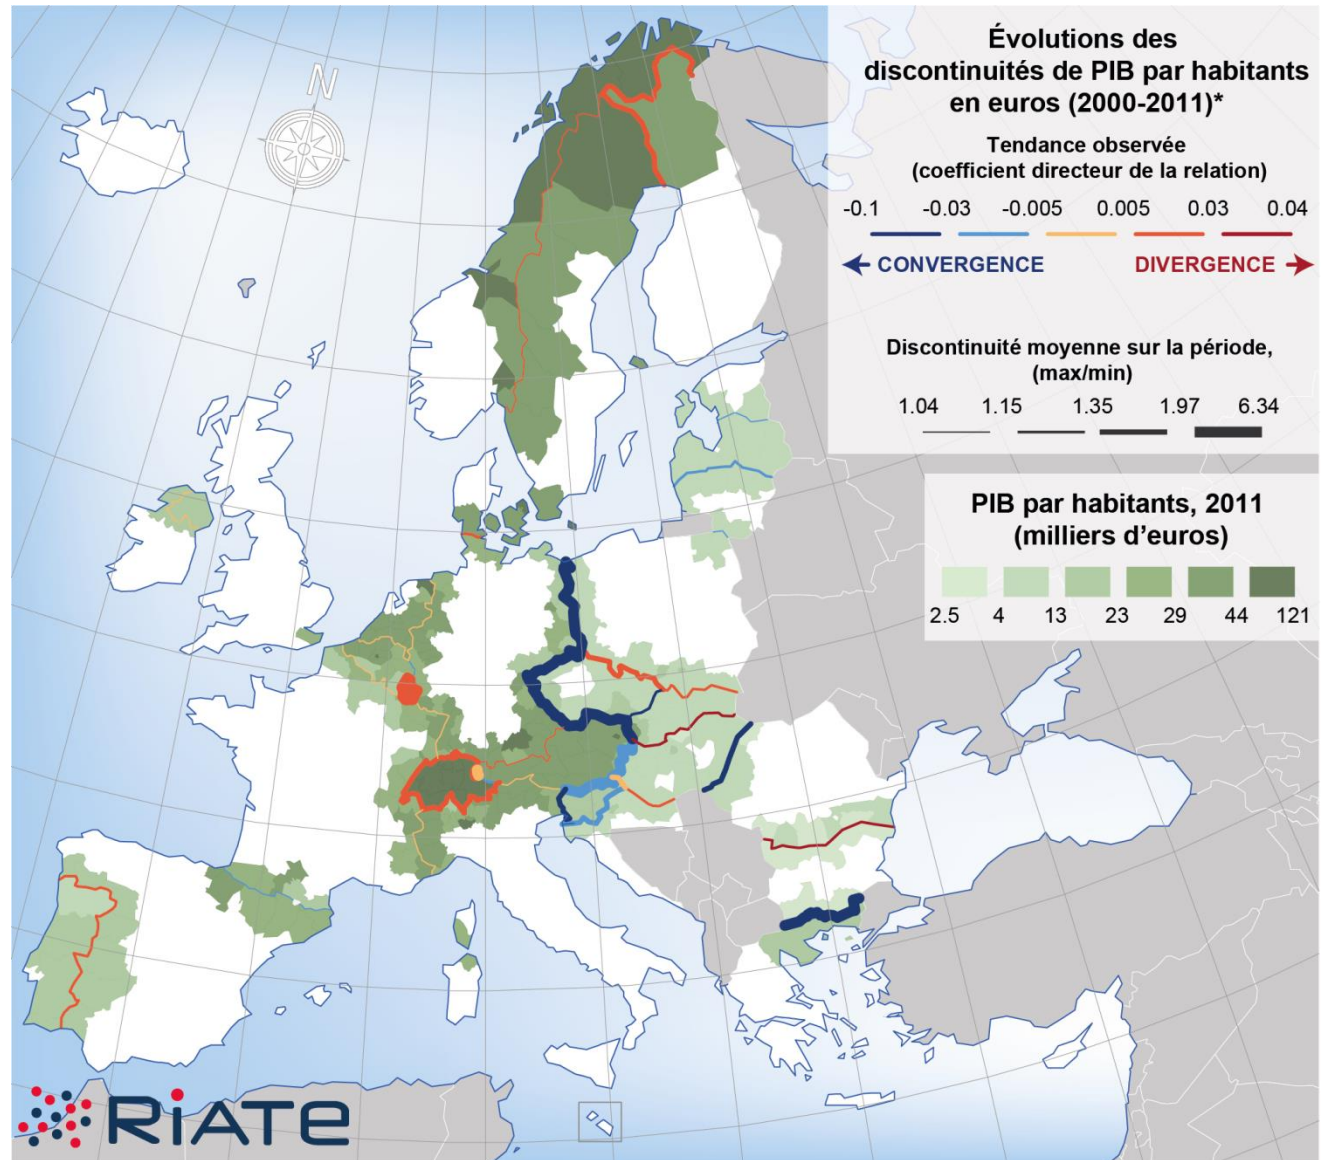 Évolutions des
discontinuités de PIB par habitants
en euros (2000-2011)*
Tendance observée
(coefficient directeur de la relation)
-0.1 -0.03 -0.005 0.005 0.03 0.04
CONVERGENCE DIVERGENCE
Discontinuité moyenne sur la période,
(max/min)
1.04 1.15 1.35 1.97 6.34
PIB par habitants, 2011
(milliers d'euros)
2.5 4 13 23 29 44 121
N
RiATe